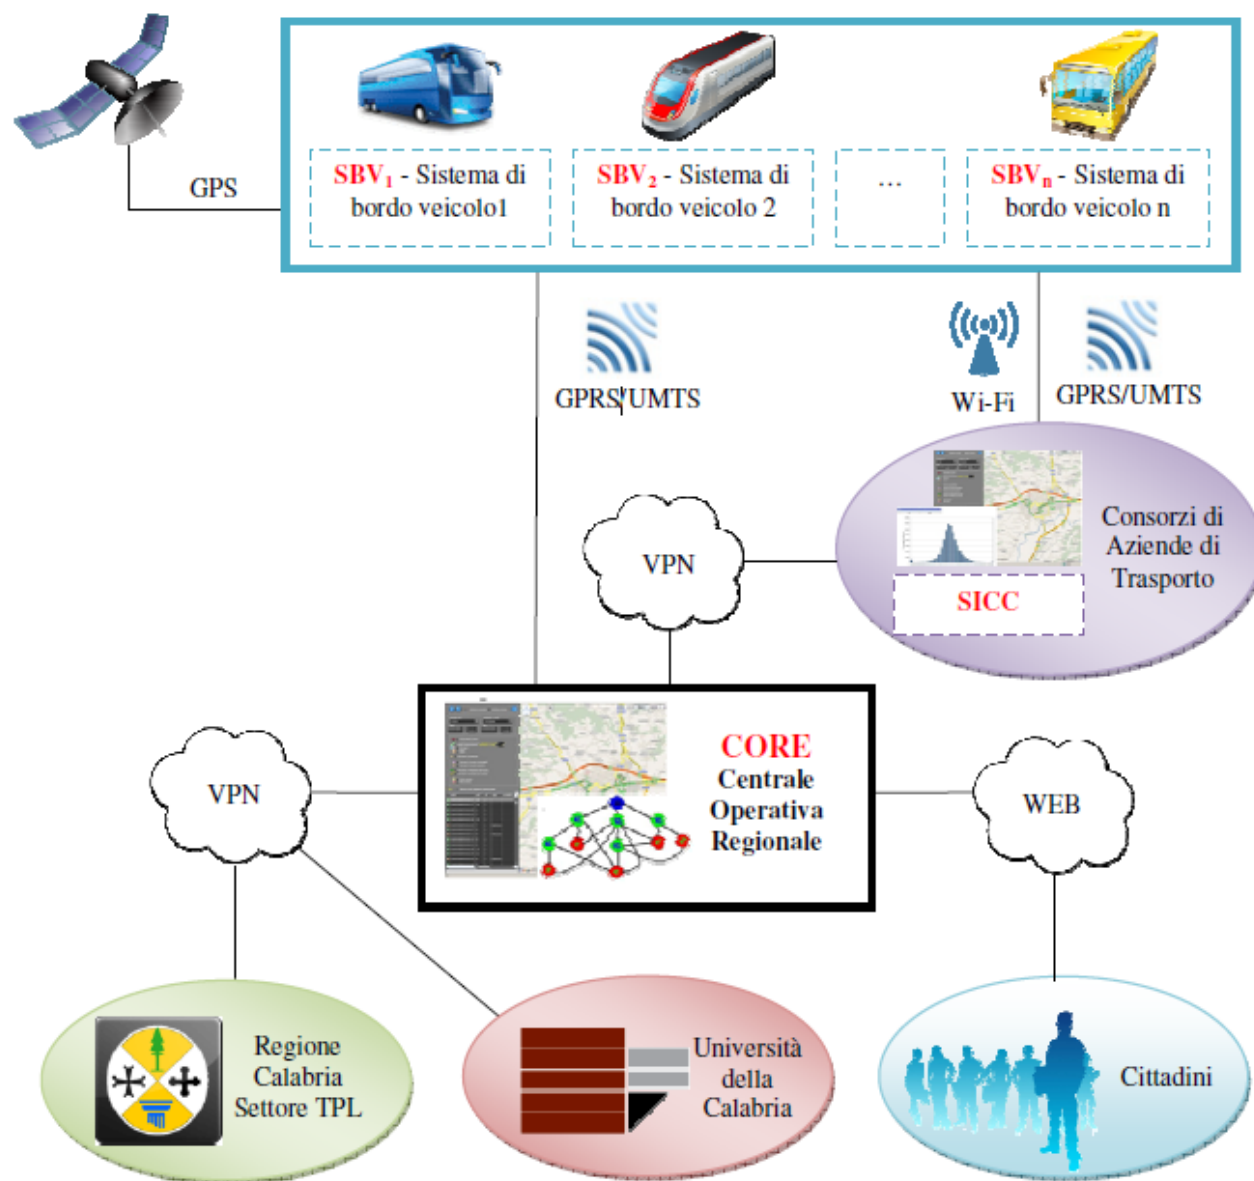 GPS
SBV1 - Sistema di
bordo veicolo1
SBV2 - Sistema di
bordo veicolo 2
...
SBVn - Sistema di
bordo veicolo n
GPRS/UMTS
Wi-Fi
GPRS/UMTS
VPN
Consorzi di
Aziende di
Trasporto
SICC
VPN
CORE
Centrale
Operativa
Regionale
WEB
Regione
Calabria
Settore TPL
Università
della
Calabria
Cittadini